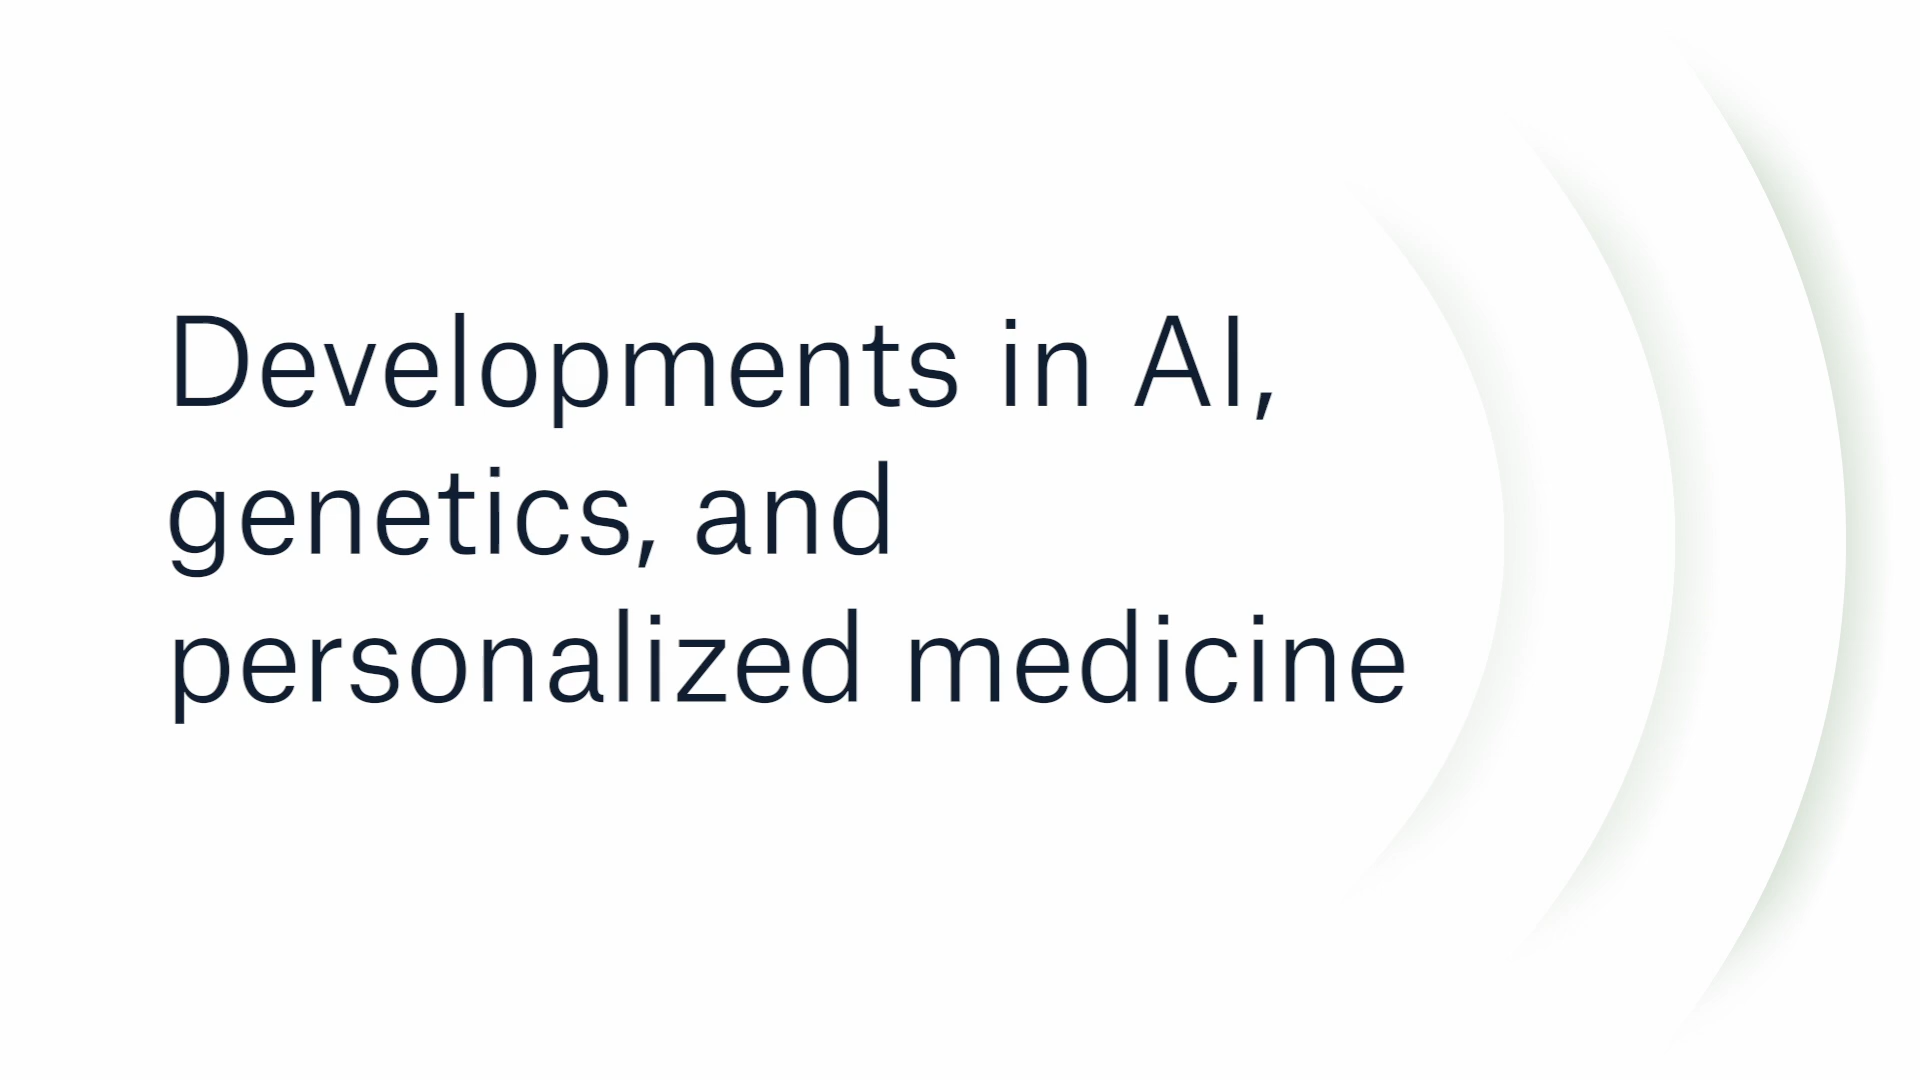 Developments in AI,
genetics, and
personalized medicine